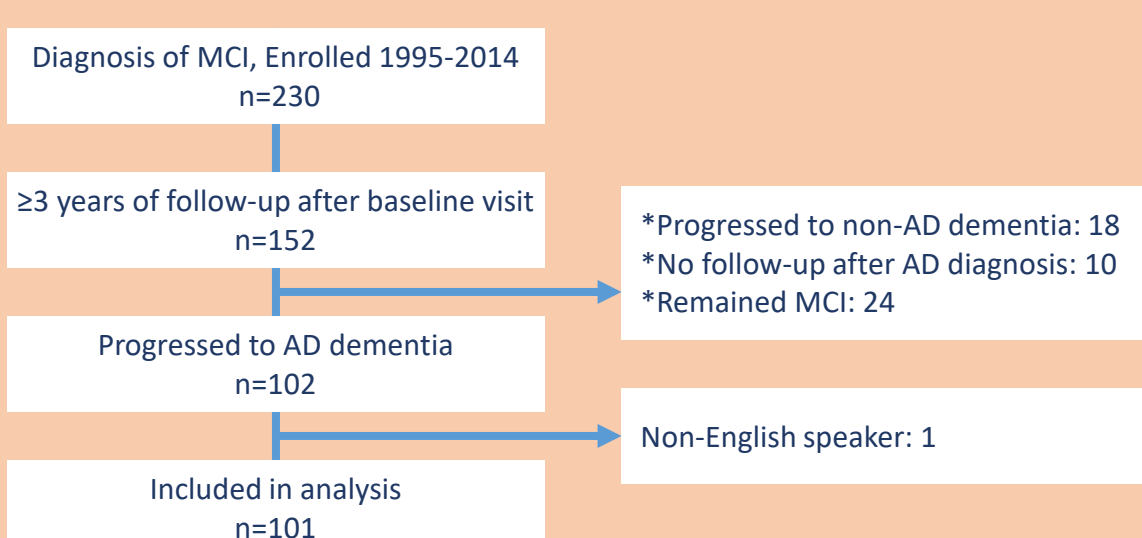 Diagnosis of MCI, Enrolled 1995-2014
n=230
≥3 years of follow-up after baseline visit
n=152
*Progressed to non-AD dementia: 18
*No follow-up after AD diagnosis: 10
*Remained MCI: 24
Progressed to AD dementia
n=102
Non-English speaker: 1
Included in analysis
n=101